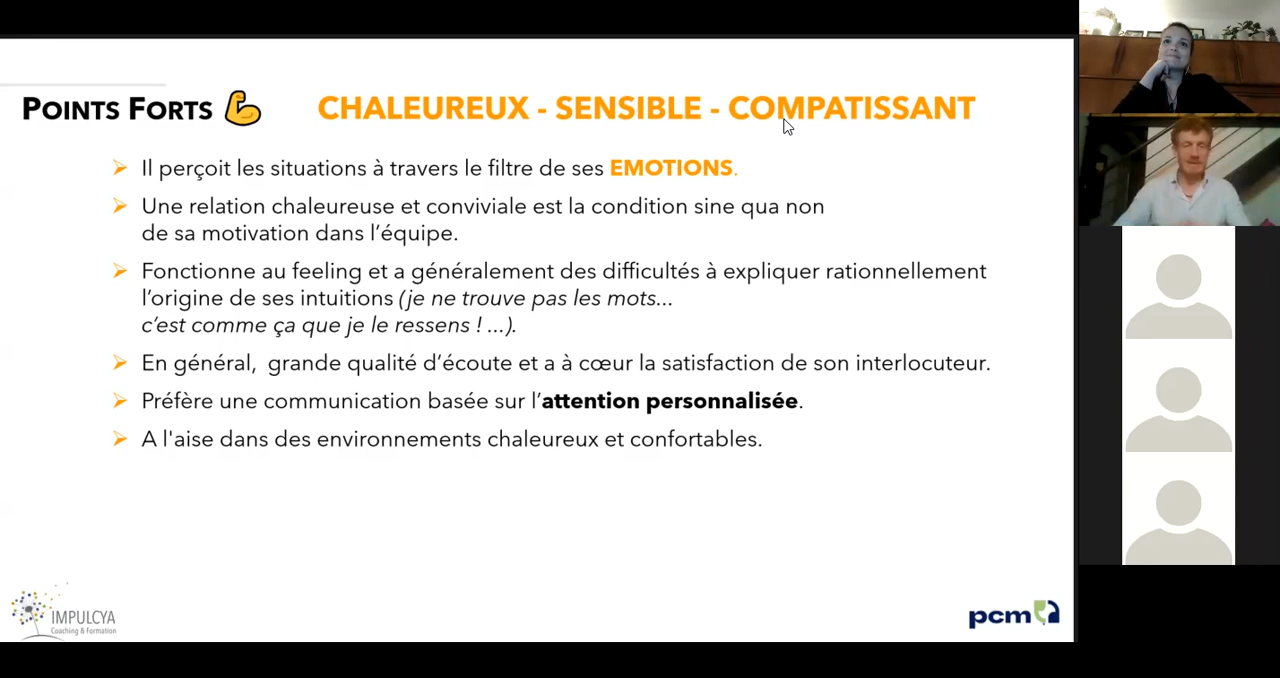 POINTS FORTS 💪 CHALEUREUX - SENSIBLE - COMPATISSANT
Il perçoit les situations à travers le filtre de ses EMOTIONS.
Une relation chaleureuse et conviviale est la condition sine qua non
de sa motivation dans l’équipe.
Fonctionne au feeling et a généralement des difficultés à expliquer rationnellement
l’origine de ses intuitions (je ne trouve pas les mots...
c’est comme ça que je le ressens ! ...).
En général, grande qualité d’écoute et a à cœur la satisfaction de son interlocuteur.
Préfère une communication basée sur l’attention personnalisée.
A l'aise dans des environnements chaleureux et confortables.
IMPULCYA
Coaching & Formation
pcm